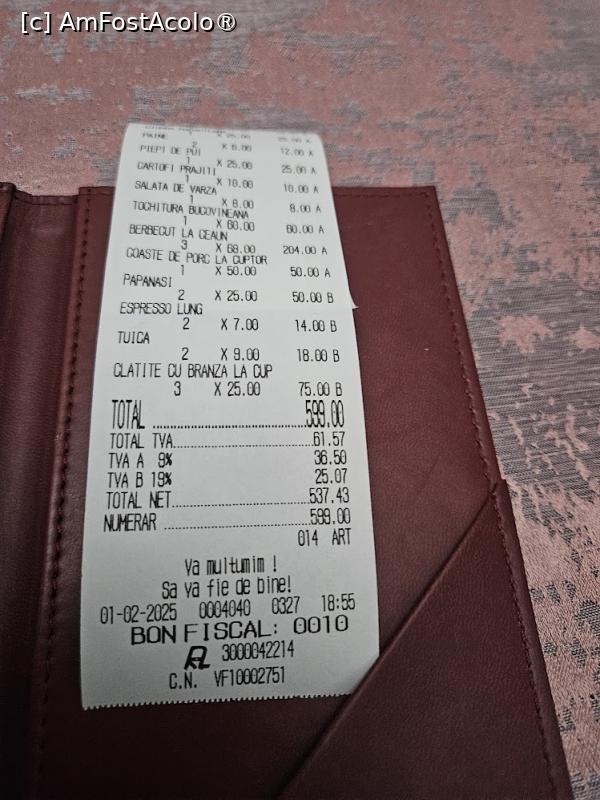 [c] AmFostAcolo®
X 25.00 25.00 A
PAINE
2 X 6.00 12.00 A
PIEPT DE PUI
1 X 25.00 25.00 A
CARTOFI PRAJITI
1 X 10.00 10.00 A
SALATA DE VARZA
1 X 8.00 8.00 A
TOCHITURA BUCOVINEANA
1 X 60.00 60.00 A
BERBECUT LA CEAUN
3 X 68.00 204.00 A
COASTE DE PORC LA CUPTOR
1 X 50.00 50.00 A
PAPANASI
2 X 25.00 50.00 B
ESPRESSO LUNG
2 X 7.00 14.00 B
TUICA
2 X 9.00 18.00 B
CLATITE CU BRANZA LA CUP
3 X 25.00 75.00 B
TOTAL ........................ 599.00
TOTAL TVA..................... 61.57
TVA A 9% 36.50
TVA B 19% 25.07
TOTAL NET..................... 537.43
NUMERAR ...................... 599.00
014 ART
Va multumim !
Sa va fie de bine!
01-02-2025 0004040 0327 18:55
BON FISCAL: 0010
3000042214
C.N. VF10002751